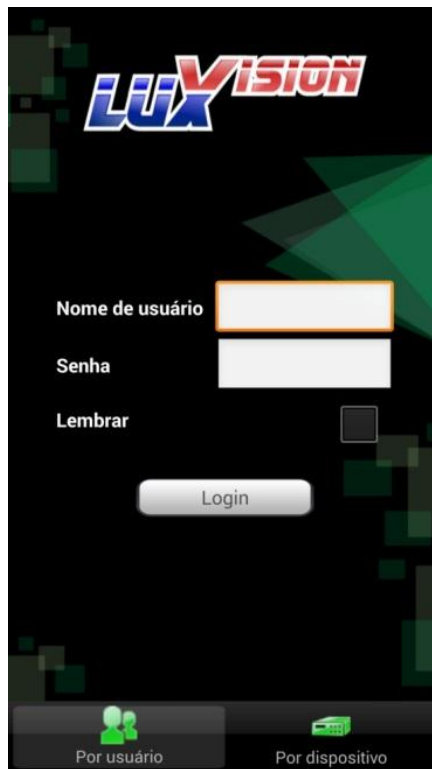 LUXVISION
Nome de usuário
Senha
Lembrar
Login
Por usuário
Por dispositivo